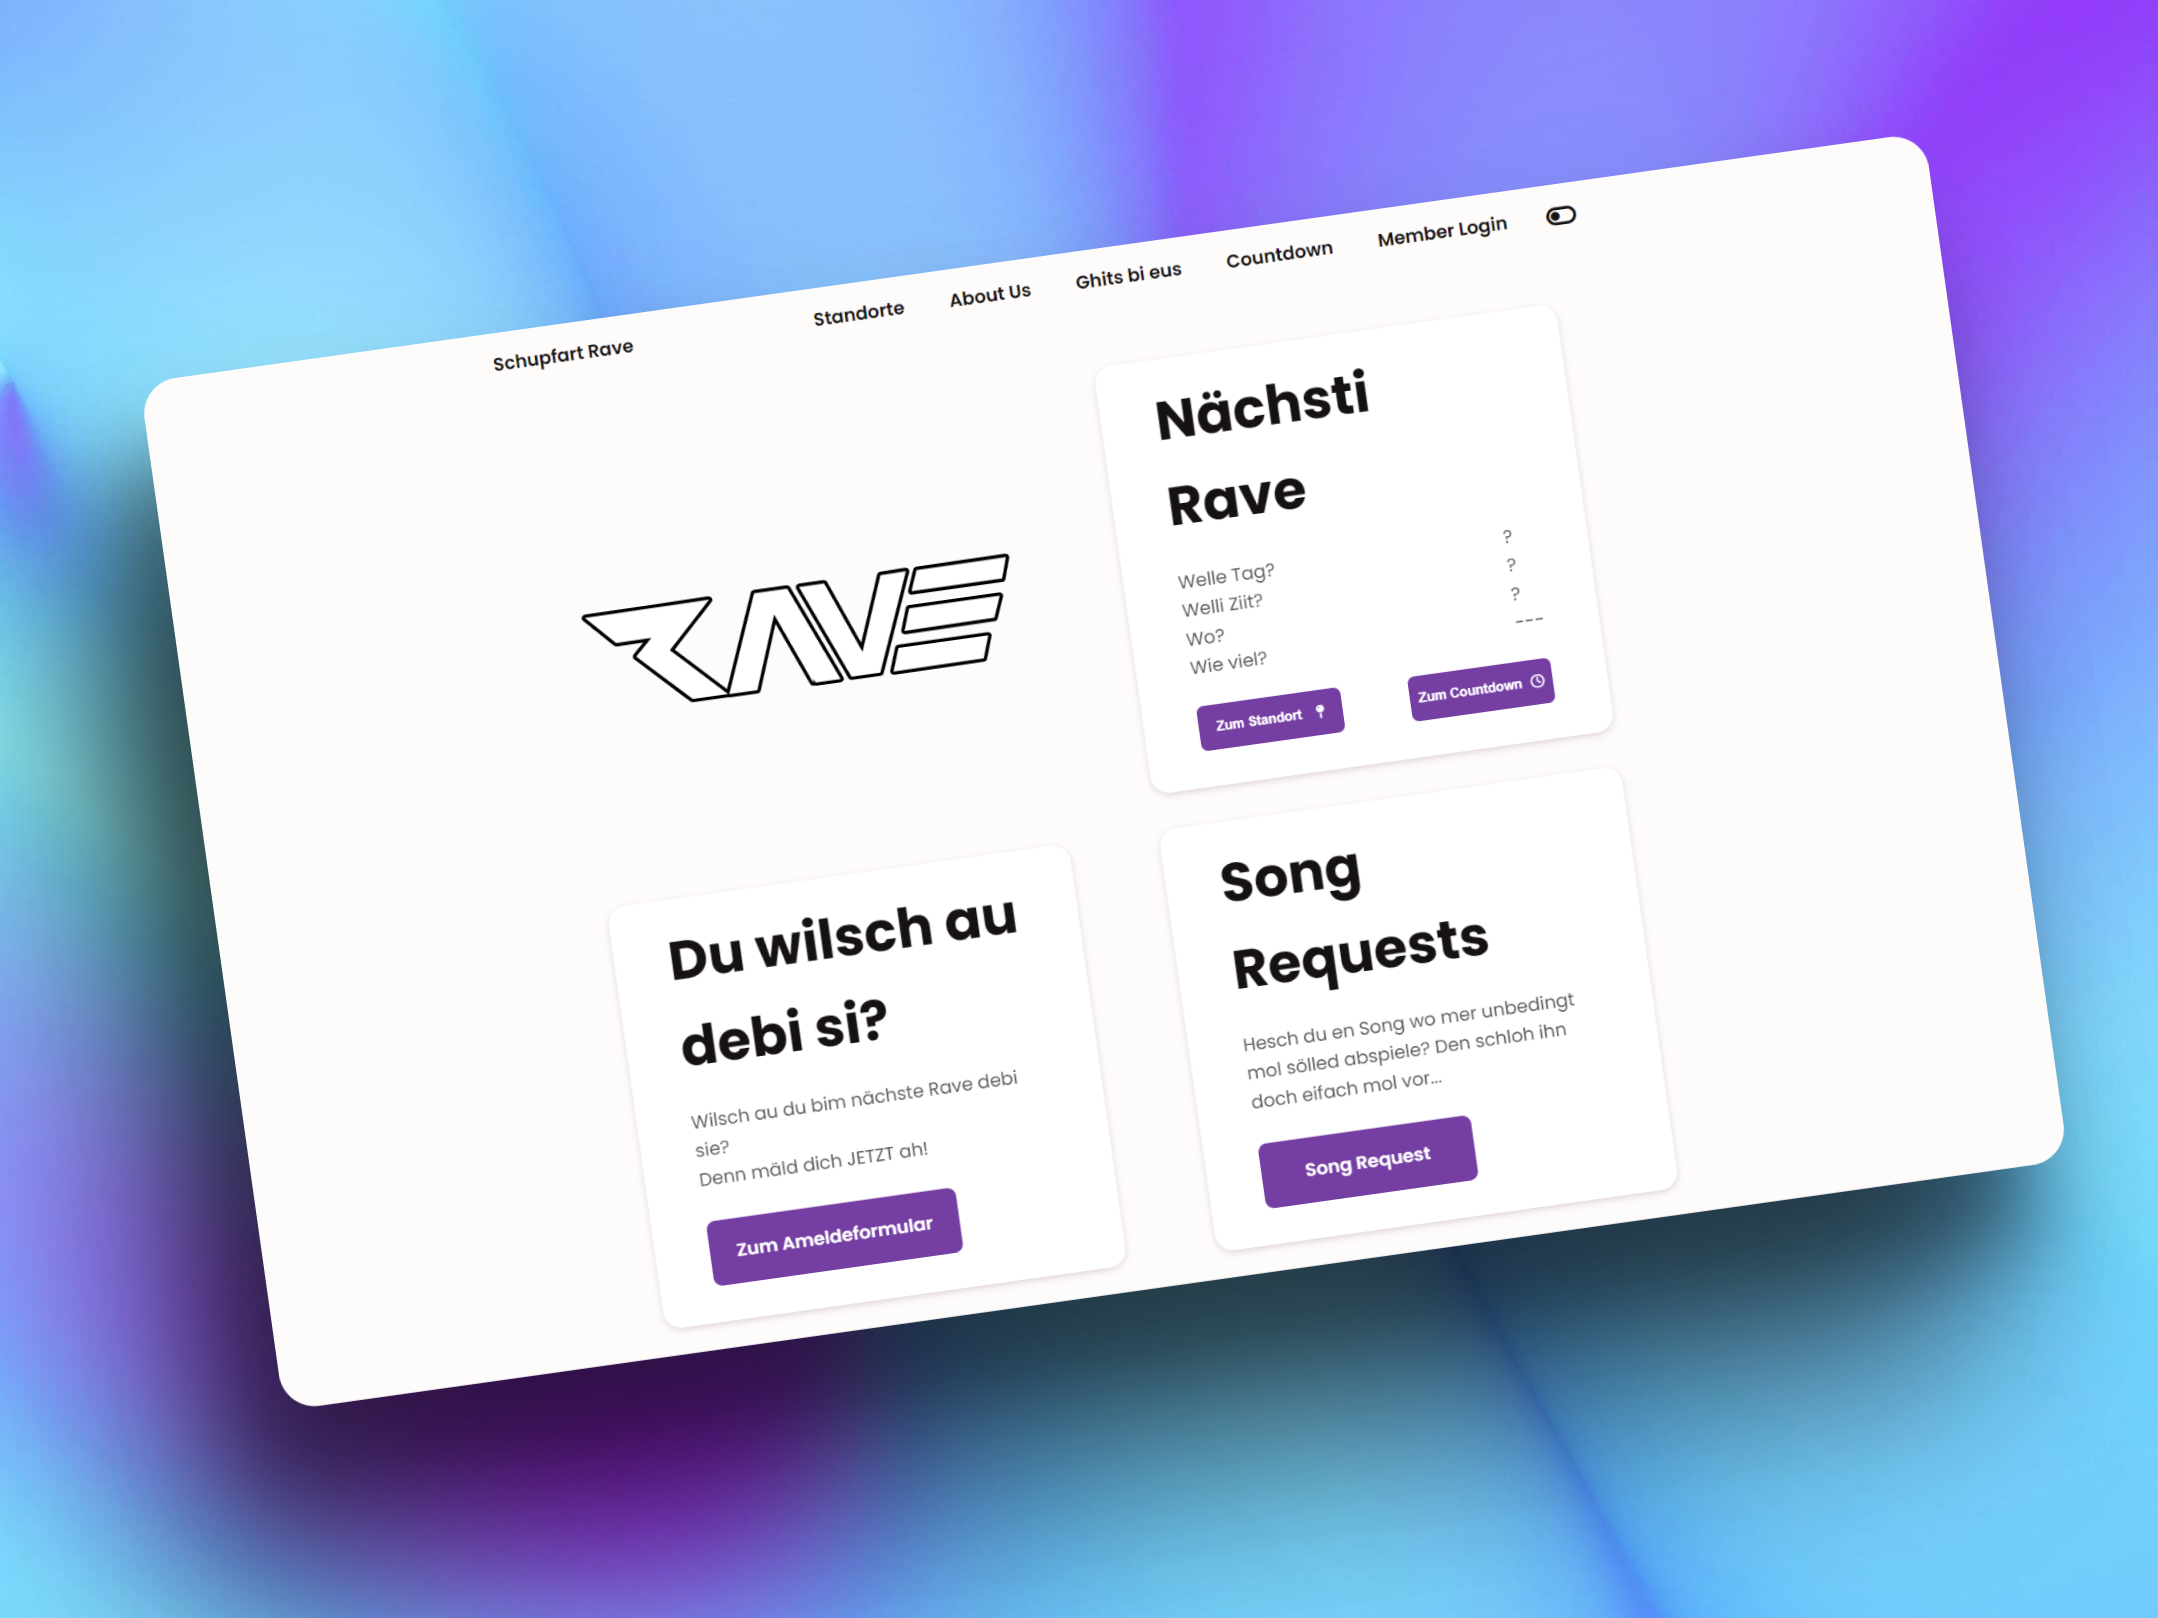 Schupfart Rave
Standorte
About Us
Ghits bi eus
Countdown
Member Login
RAVE
Nächsti
Rave
Welle Tag? ?
Welli Ziit? ?
Wo? ?
Wie viel? ---
Zum Standort
Zum Countdown
Du wilsch au
debi si?
Wilsch au du bim nächste Rave debi
sie?
Denn mäld dich JETZT ah!
Zum Ameldeformular
Song
Requests
Hesch du en Song wo mer unbedingt
mol sölled abspiele? Den schloh ihn
doch eifach mol vor...
Song Request